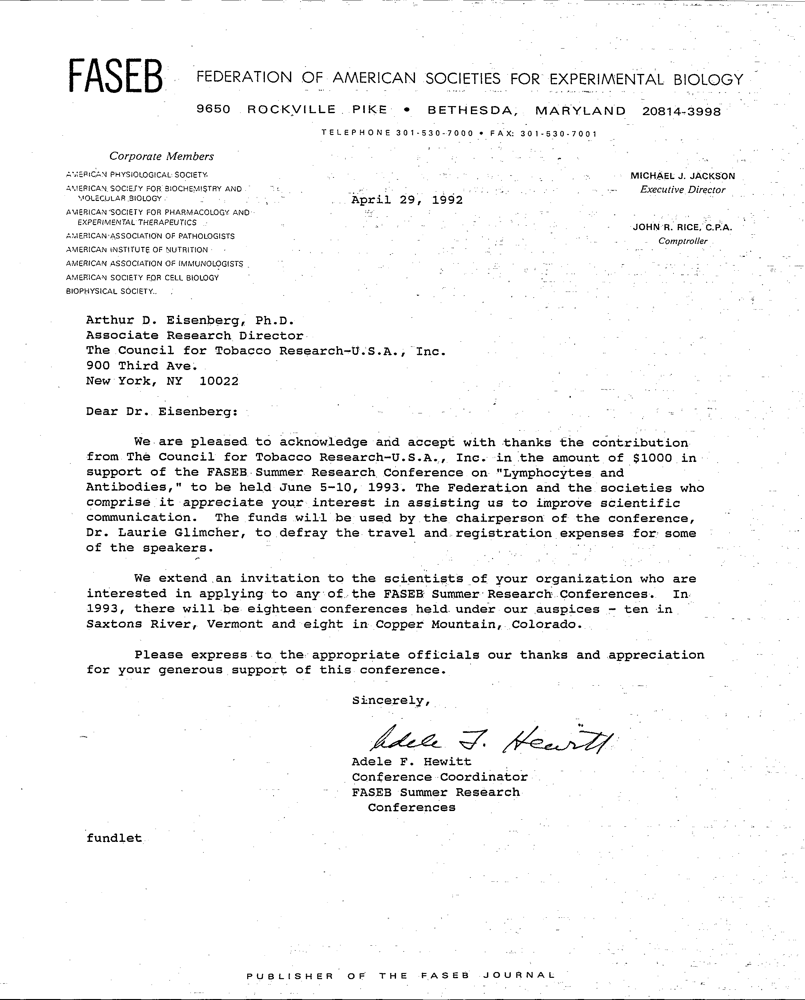 FASEB
FEDERATION OF AMERICAN SOCIETIES FOR EXPERIMENTAL BIOLOGY
9650 ROCKVILLE PIKE • BETHESDA, MARYLAND 20814-3998
TELEPHONE 301-530-7000 • FAX: 301-530-7001
Corporate Members
AMERICAN PHYSIOLOGICAL SOCIETY
AMERICAN SOCIETY FOR BIOCHEMISTRY AND
MOLECULAR BIOLOGY
AMERICAN SOCIETY FOR PHARMACOLOGY AND
EXPERIMENTAL THERAPEUTICS
AMERICAN ASSOCIATION OF PATHOLOGISTS
AMERICAN INSTITUTE OF NUTRITION
AMERICAN ASSOCIATION OF IMMUNOLOGISTS
AMERICAN SOCIETY FOR CELL BIOLOGY
BIOPHYSICAL SOCIETY
April 29, 1992
MICHAEL J. JACKSON
Executive Director
JOHN R. RICE, C.P.A.
Comptroller
Arthur D. Eisenberg, Ph.D.
Associate Research Director
The Council for Tobacco Research-U.S.A., Inc.
900 Third Ave.
New York, NY 10022
Dear Dr. Eisenberg:
We are pleased to acknowledge and accept with thanks the contribution
from The Council for Tobacco Research-U.S.A., Inc. in the amount of $1000 in
support of the FASEB Summer Research Conference on "Lymphocytes and
Antibodies," to be held June 5-10, 1993. The Federation and the societies who
comprise it appreciate your interest in assisting us to improve scientific
communication. The funds will be used by the chairperson of the conference,
Dr. Laurie Glimcher, to defray the travel and registration expenses for some
of the speakers.
We extend an invitation to the scientists of your organization who are
interested in applying to any of the FASEB Summer Research Conferences. In
1993, there will be eighteen conferences held under our auspices - ten in
Saxtons River, Vermont and eight in Copper Mountain, Colorado.
Please express to the appropriate officials our thanks and appreciation
for your generous support of this conference.
Sincerely,
Adele F. Hewitt
Adele F. Hewitt
Conference Coordinator
FASEB Summer Research
Conferences
fundlet
PUBLISHER OF THE FASEB JOURNAL